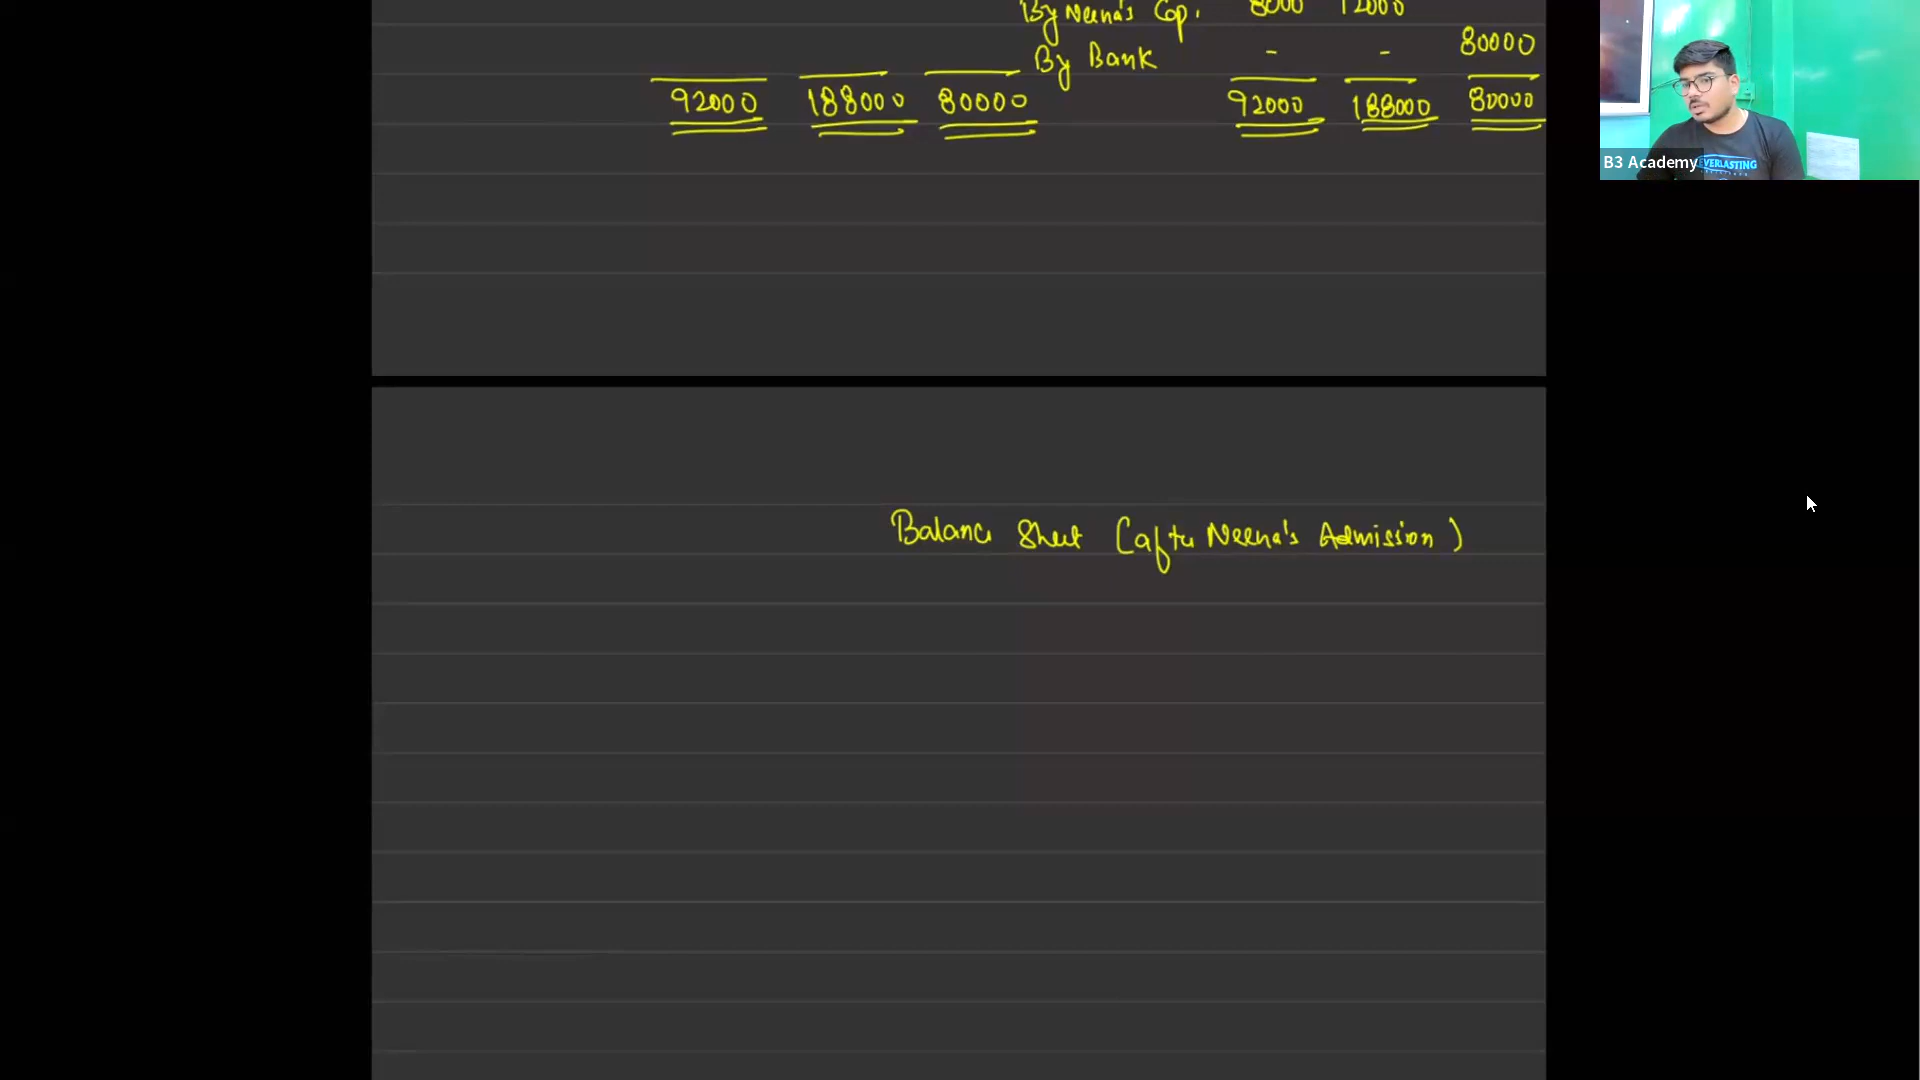 By Neena's Cap. 8000 12000
By Bank - - 80000
92000 188000 80000 92000 188000 80000
B3 Academy
EVERLASTING
Balance Sheet (after Neena's Admission)